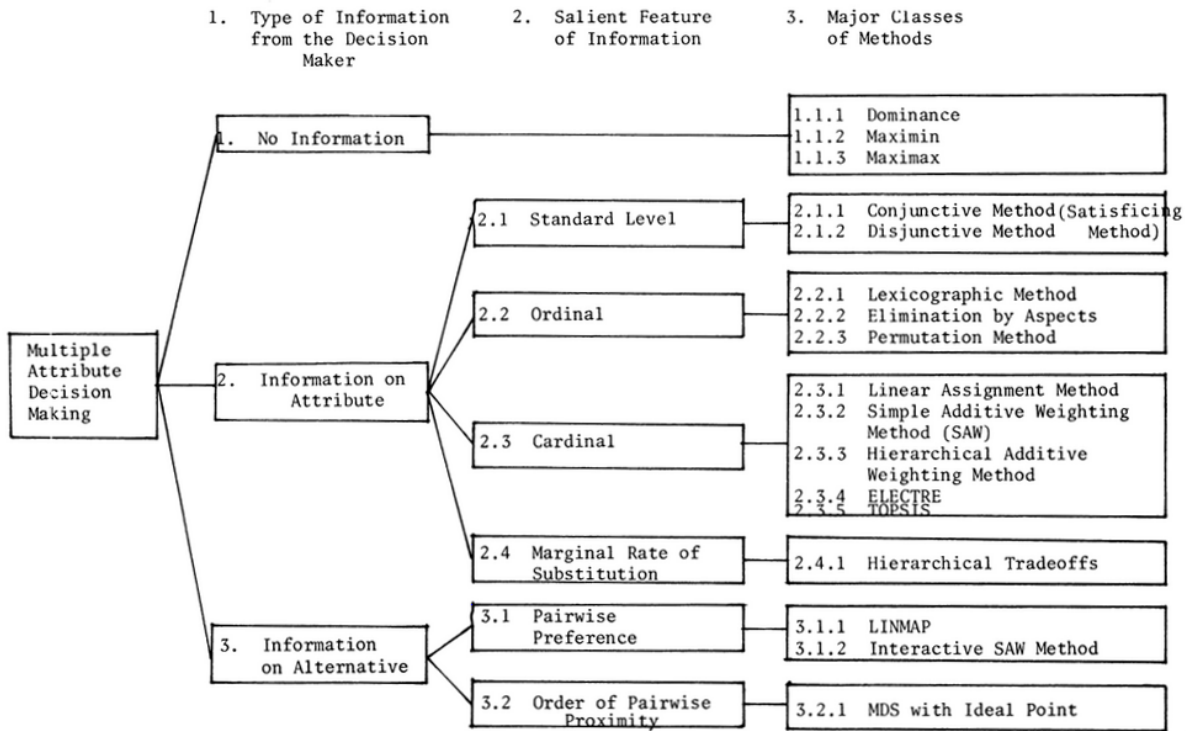 1. Type of Information from the Decision Maker
2. Salient Feature of Information
3. Major Classes of Methods
Multiple
Attribute
Decision
Making
1. No Information
1.1.1 Dominance
1.1.2 Maximin
1.1.3 Maximax
2. Information on
Attribute
2.1 Standard Level
2.1.1 Conjunctive Method (Satisficing
2.1.2 Disjunctive Method Method)
2.2 Ordinal
2.2.1 Lexicographic Method
2.2.2 Elimination by Aspects
2.2.3 Permutation Method
2.3 Cardinal
2.3.1 Linear Assignment Method
2.3.2 Simple Additive Weighting
Method (SAW)
2.3.3 Hierarchical Additive
Weighting Method
2.3.4 ELECTRE
2.3.5 TOPSIS
2.4 Marginal Rate of
Substitution
2.4.1 Hierarchical Tradeoffs
3. Information
on Alternative
3.1 Pairwise
Preference
3.1.1 LINMAP
3.1.2 Interactive SAW Method
3.2 Order of Pairwise
Proximity
3.2.1 MDS with Ideal Point